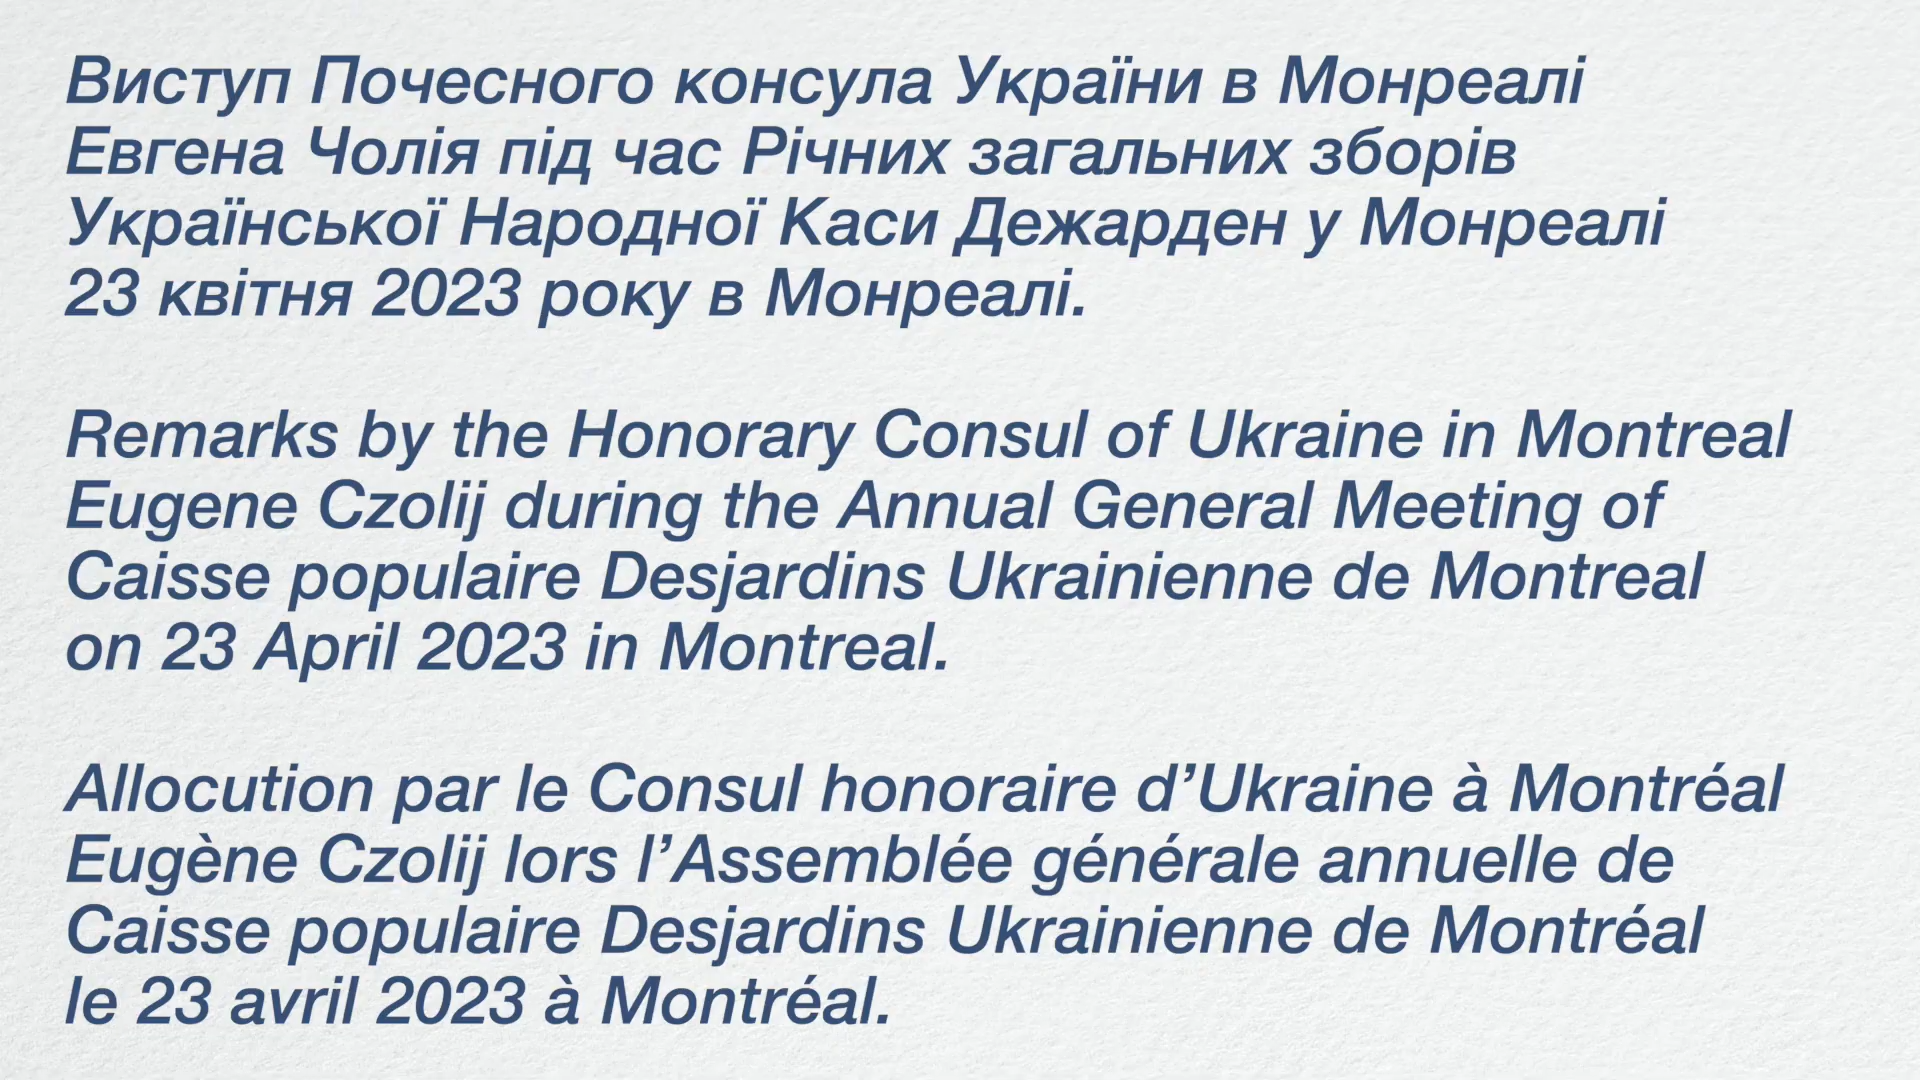 Виступ Почесного консула України в Монреалі
Евгена Чолія під час Річних загальних зборів
Української Народної Каси Дежарден у Монреалі
23 квітня 2023 року в Монреалі.
Remarks by the Honorary Consul of Ukraine in Montreal
Eugene Czolij during the Annual General Meeting of
Caisse populaire Desjardins Ukrainienne de Montreal
on 23 April 2023 in Montreal.
Allocution par le Consul honoraire d’Ukraine à Montréal
Eugène Czolij lors l’Assemblée générale annuelle de
Caisse populaire Desjardins Ukrainienne de Montréal
le 23 avril 2023 à Montréal.